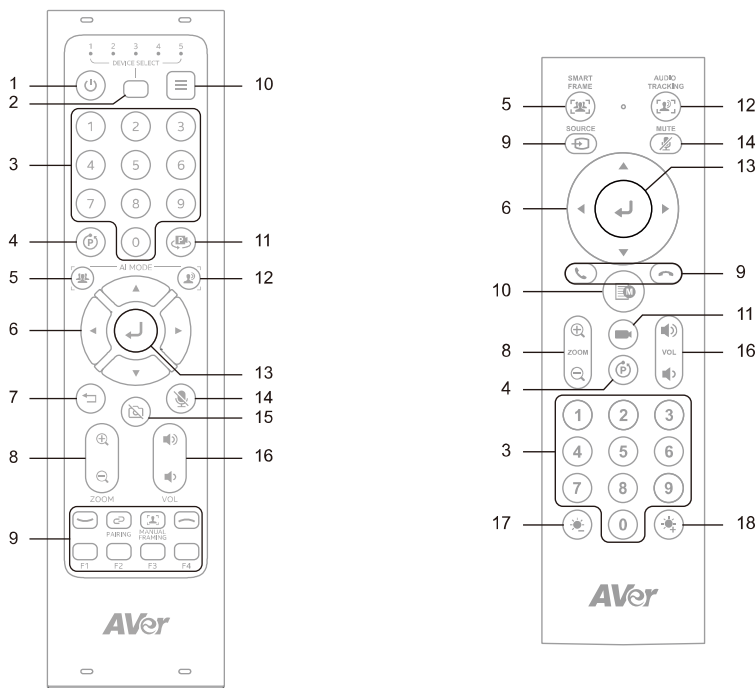 1 2 3 4 5
DEVICE SELECT
1
2
10
1 2 3
4 5 6
7 8 9
0
3
4
P
P
11
AI MODE
5
12
6
13
7
14
15
8
ZOOM
VOL
16
9
PAIRING
MANUAL
FRAMING
F1 F2 F3 F4
AVer
SMART
FRAME
AUDIO
TRACKING
5
12
SOURCE
MUTE
9
14
13
6
9
M
10
11
8
ZOOM
VOL
16
P
4
1 2 3
4 5 6
7 8 9
0
3
17
18
AVer